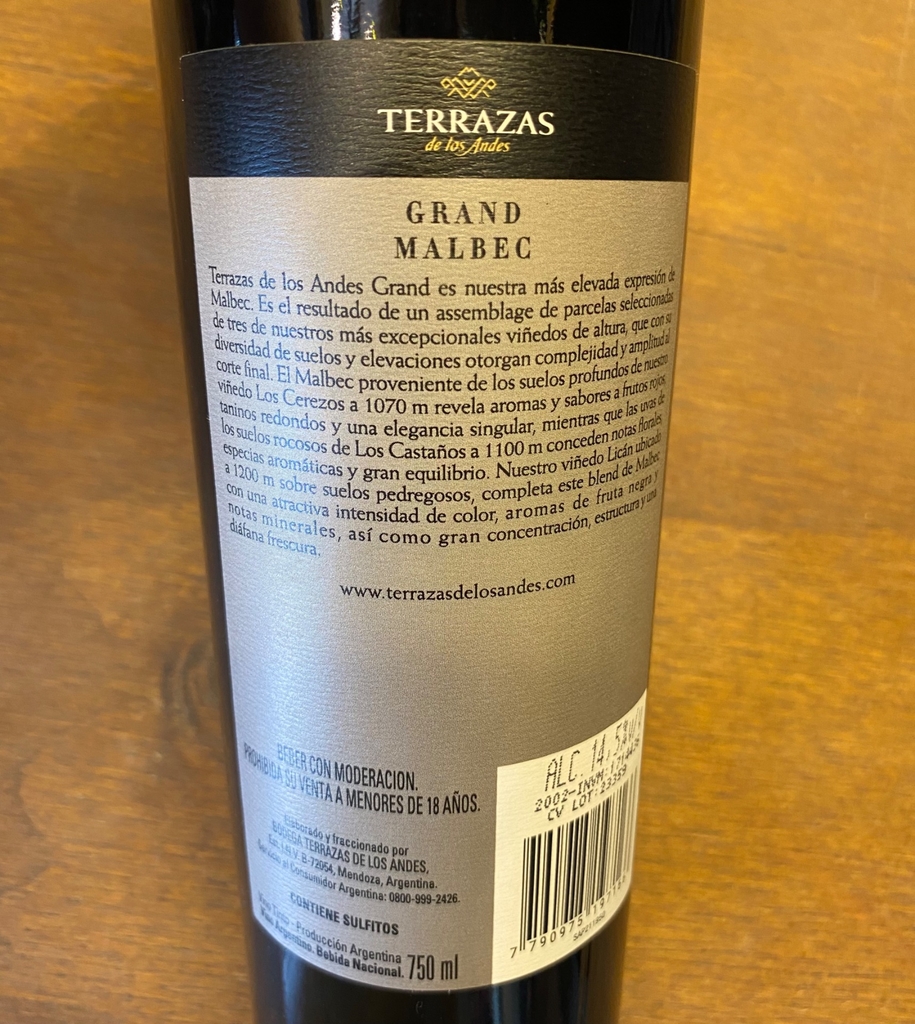 TERRAZAS
de los Andes
GRAND
MALBEC
Terrazas de los Andes Grand es nuestra más elevada expresión de
Malbec. Es el resultado de un assemblage de parcelas seleccionadas
de tres de nuestros más excepcionales viñedos de altura, que con su
diversidad de suelos y elevaciones otorgan complejidad y amplitud al
corte final. El Malbec proveniente de los suelos profundos de nuestro
viñedo Los Cerezos a 1070 m revela aromas y sabores a frutos rojos,
taninos redondos y una elegancia singular, mientras que las uvas de
los suelos rocosos de Los Castaños a 1100 m conceden notas florales,
especias aromáticas y gran equilibrio. Nuestro viñedo Licán ubicado
a 1200 m sobre suelos pedregosos, completa este blend de Malbec
con una atractiva intensidad de color, aromas de fruta negra y
notas minerales, así como gran concentración, estructura y una
diáfana frescura.
www.terrazasdelosandes.com
BEBER CON MODERACION.
PROHIBIDA SU VENTA A MENORES DE 18 AÑOS.
Elaborado y fraccionado por
BODEGA TERRAZAS DE LOS ANDES,
B-72054, Mendoza, Argentina.
al Consumidor Argentina: 0800-999-2426.
CONTIENE SULFITOS
Vino Tinto - Producción Argentina
Vino Argentino. Bebida Nacional. 750 ml
ALC. 14,5%V/V
2002-INVM:
CV LOT:23359
7 790975